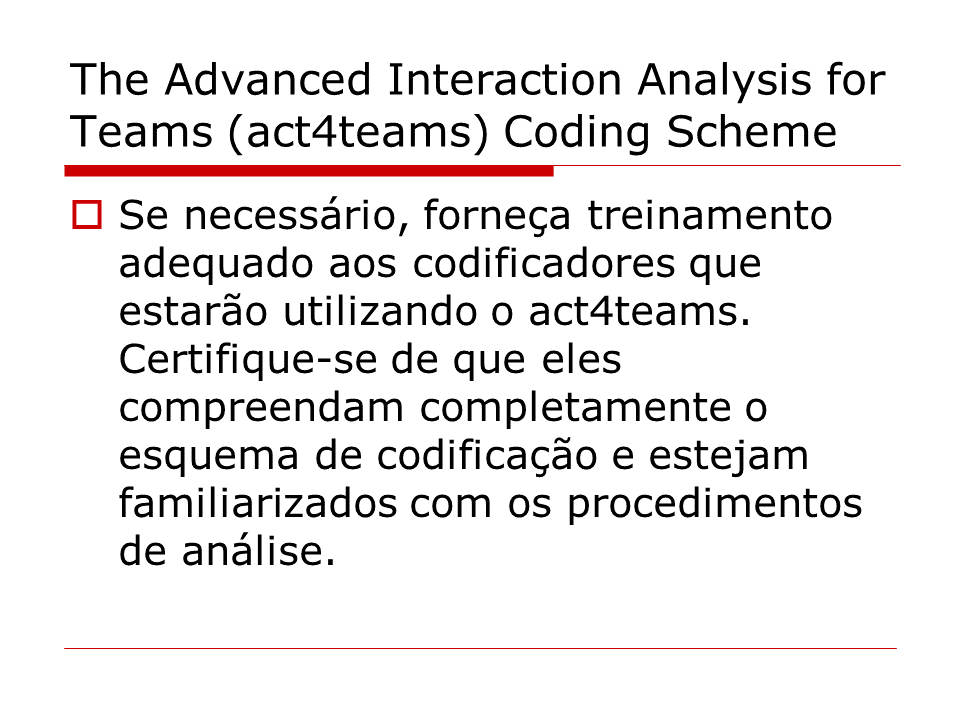 The Advanced Interaction Analysis for
Teams (act4teams) Coding Scheme
Se necessário, forneça treinamento
adequado aos codificadores que
estarão utilizando o act4teams.
Certifique-se de que eles
compreendam completamente o
esquema de codificação e estejam
familiarizados com os procedimentos
de análise.